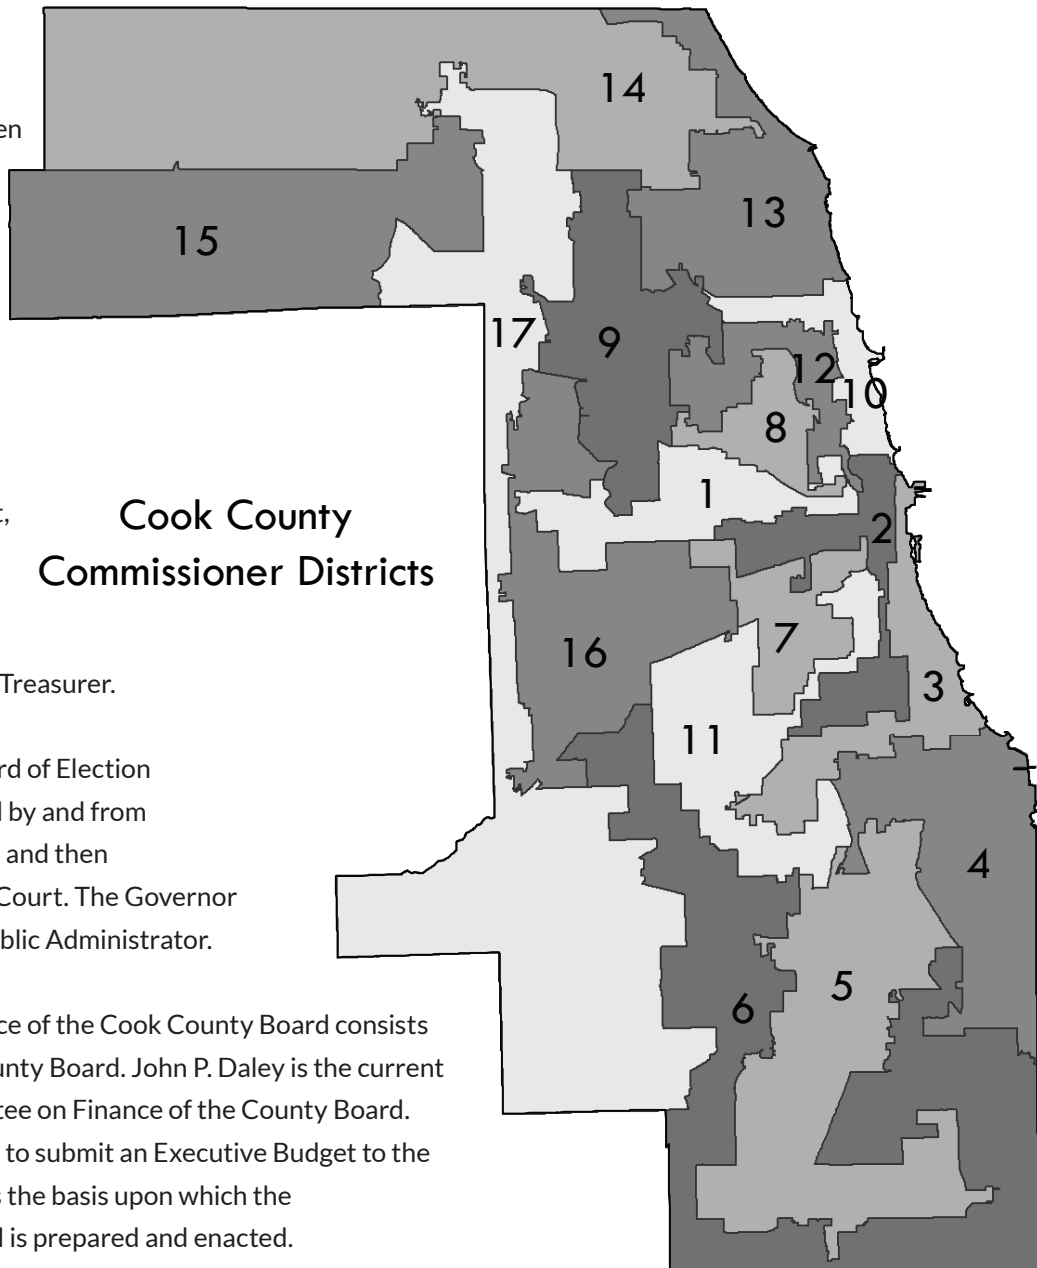 en
t,
Cook County
Commissioner Districts
Treasurer.
rd of Election
d by and from
and then
Court. The Governor
blic Administrator.
ce of the Cook County Board consists
unty Board. John P. Daley is the current
tee on Finance of the County Board.
to submit an Executive Budget to the
s the basis upon which the
d is prepared and enacted.
14
13
15
17
9
12
10
8
1
2
7
16
3
11
4
5
6